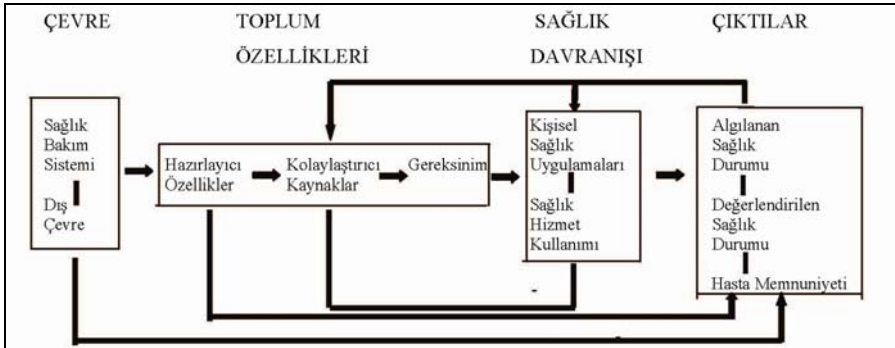 ÇEVRE
TOPLUM
ÖZELLİKLERİ
SAĞLIK
DAVRANIŞI
ÇIKTILAR
Sağlık
Bakım
Sistemi
Dış
Çevre
Hazırlayıcı
Özellikler
Kolaylaştırıcı
Kaynaklar
Gereksinim
Kişisel
Sağlık
Uygulamaları
Sağlık
Hizmet
Kullanımı
Algılanan
Sağlık
Durumu
Değerlendirilen
Sağlık
Durumu
Hasta Memnuniyeti